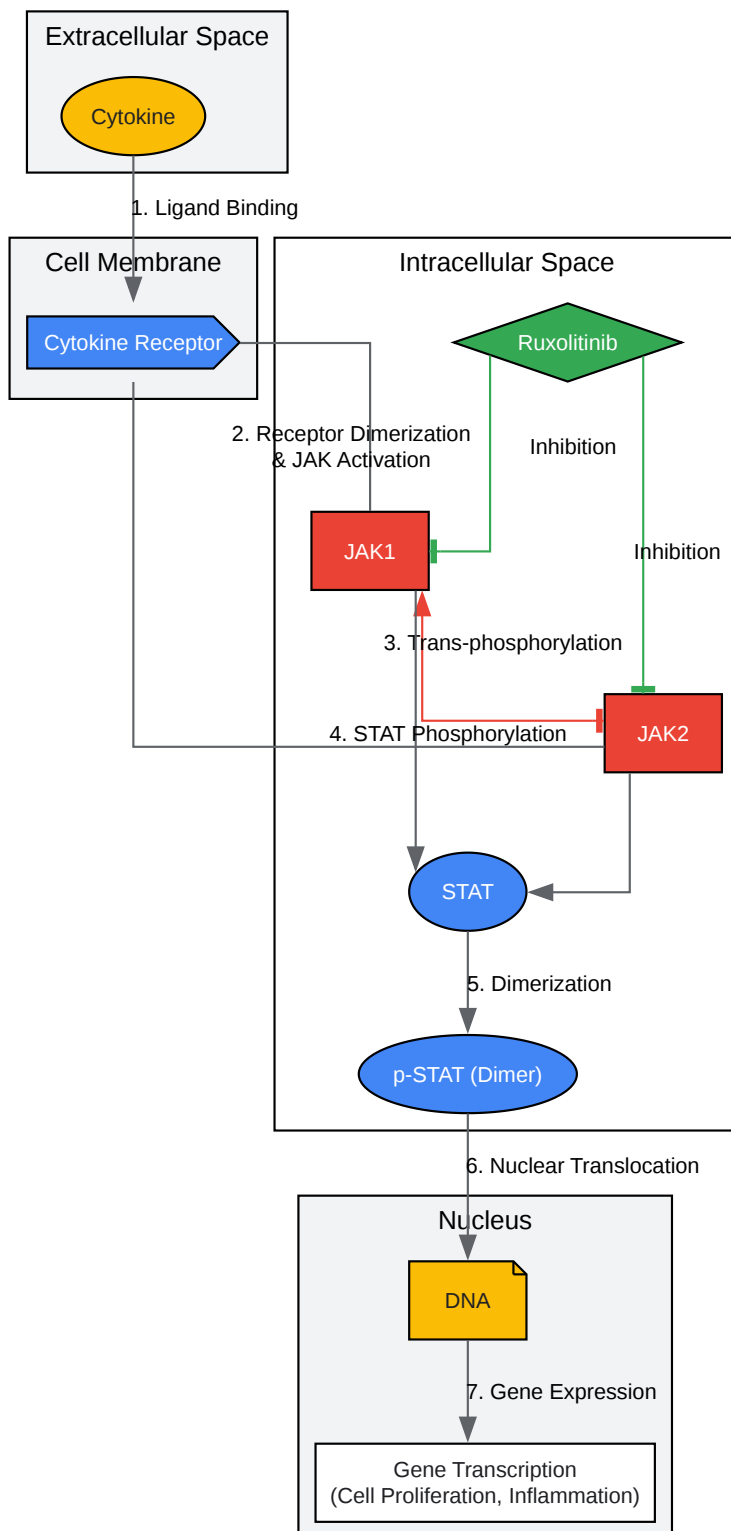 Extracellular Space
Cytokine
1. Ligand Binding
Cell Membrane
Intracellular Space
Cytokine Receptor
Ruxolitinib
2. Receptor Dimerization
& JAK Activation
Inhibition
JAK1
Inhibition
3. Trans-phosphorylation
4. STAT Phosphorylation
JAK2
STAT
5. Dimerization
p-STAT (Dimer)
6. Nuclear Translocation
Nucleus
DNA
7. Gene Expression
Gene Transcription
(Cell Proliferation, Inflammation)